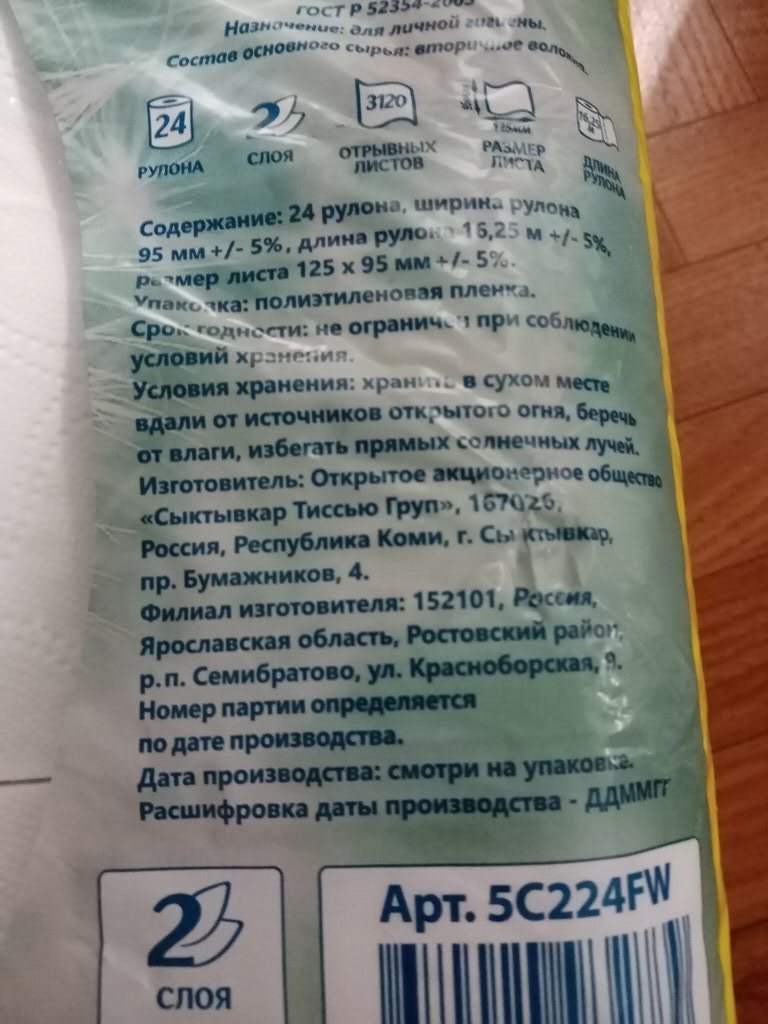 ГОСТ Р 52354-2005
Назначение: для личной гигиены.
Состав основного сырья: вторичное волокно.
24
РУЛОНА
2
СЛОЯ
3120
ОТРЫВНЫХ
ЛИСТОВ
125мм
РАЗМЕР
ЛИСТА
16,25
М
ДЛИНА
РУЛОНА
Содержание: 24 рулона, ширина рулона
95 мм +/- 5%, длина рулона 16,25 м +/- 5%,
размер листа 125 x 95 мм +/- 5%.
Упаковка: полиэтиленовая пленка.
Срок годности: не ограничен при соблюдении
условий хранения.
Условия хранения: хранить в сухом месте
вдали от источников открытого огня, беречь
от влаги, избегать прямых солнечных лучей.
Изготовитель: Открытое акционерное общество
«Сыктывкар Тиссью Груп», 167026,
Россия, Республика Коми, г. Сыктывкар,
пр. Бумажников, 4.
Филиал изготовителя: 152101, Россия,
Ярославская область, Ростовский район,
р.п. Семибратово, ул. Красноборская, 9.
Номер партии определяется
по дате производства.
Дата производства: смотри на упаковке.
Расшифровка даты производства - ДДММГГ
2
СЛОЯ
Арт. 5C224FW